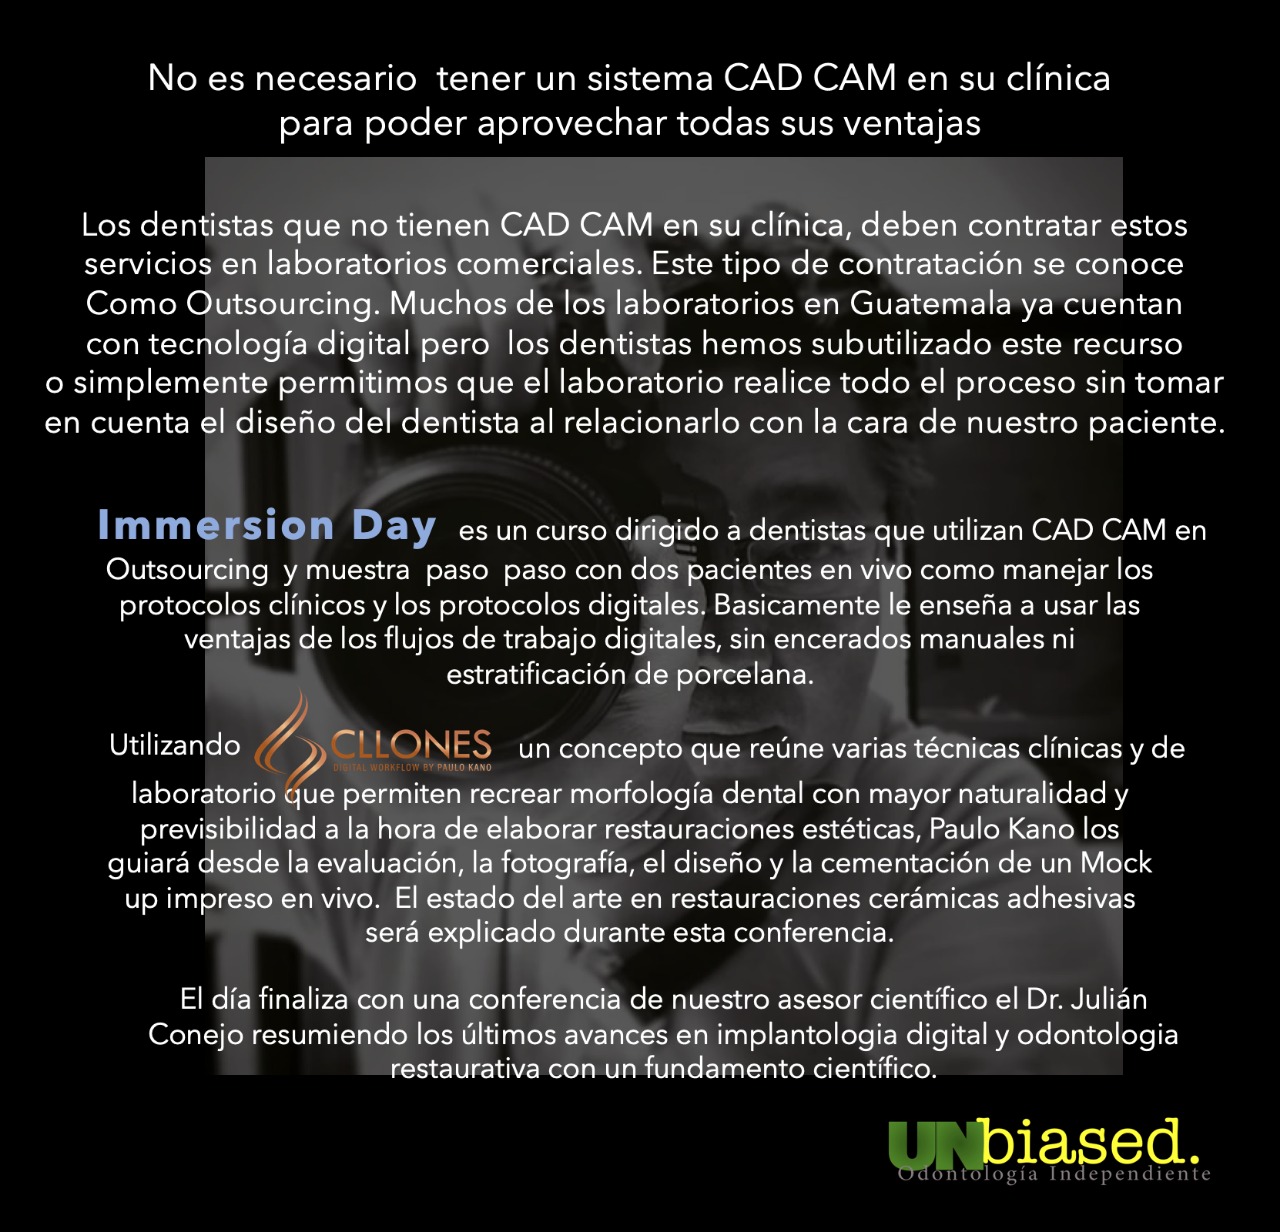 No es necesario  tener un sistema CAD CAM en su clínica
para poder aprovechar todas sus ventajas
Los dentistas que no tienen CAD CAM en su clínica, deben contratar estos
servicios en laboratorios comerciales. Este tipo de contratación se conoce
Como Outsourcing. Muchos de los laboratorios en Guatemala ya cuentan
con tecnología digital pero  los dentistas hemos subutilizado este recurso
o simplemente permitimos que el laboratorio realice todo el proceso sin tomar
en cuenta el diseño del dentista al relacionarlo con la cara de nuestro paciente.
Immersion Day es un curso dirigido a dentistas que utilizan CAD CAM en
Outsourcing  y muestra  paso  paso con dos pacientes en vivo como manejar los
protocolos clínicos y los protocolos digitales. Basicamente le enseña a usar las
ventajas de los flujos de trabajo digitales, sin encerados manuales ni
estratificación de porcelana.
Utilizando CLLONES un concepto que reúne varias técnicas clínicas y de
DIGITAL WORKFLOW BY PAULO KANO
laboratorio que permiten recrear morfología dental con mayor naturalidad y
previsibilidad a la hora de elaborar restauraciones estéticas, Paulo Kano los
guiará desde la evaluación, la fotografía, el diseño y la cementación de un Mock
up impreso en vivo.  El estado del arte en restauraciones cerámicas adhesivas
será explicado durante esta conferencia.
El día finaliza con una conferencia de nuestro asesor científico el Dr. Julián
Conejo resumiendo los últimos avances en implantologia digital y odontologia
restaurativa con un fundamento científico.
UNbiased.
Odontología Independiente